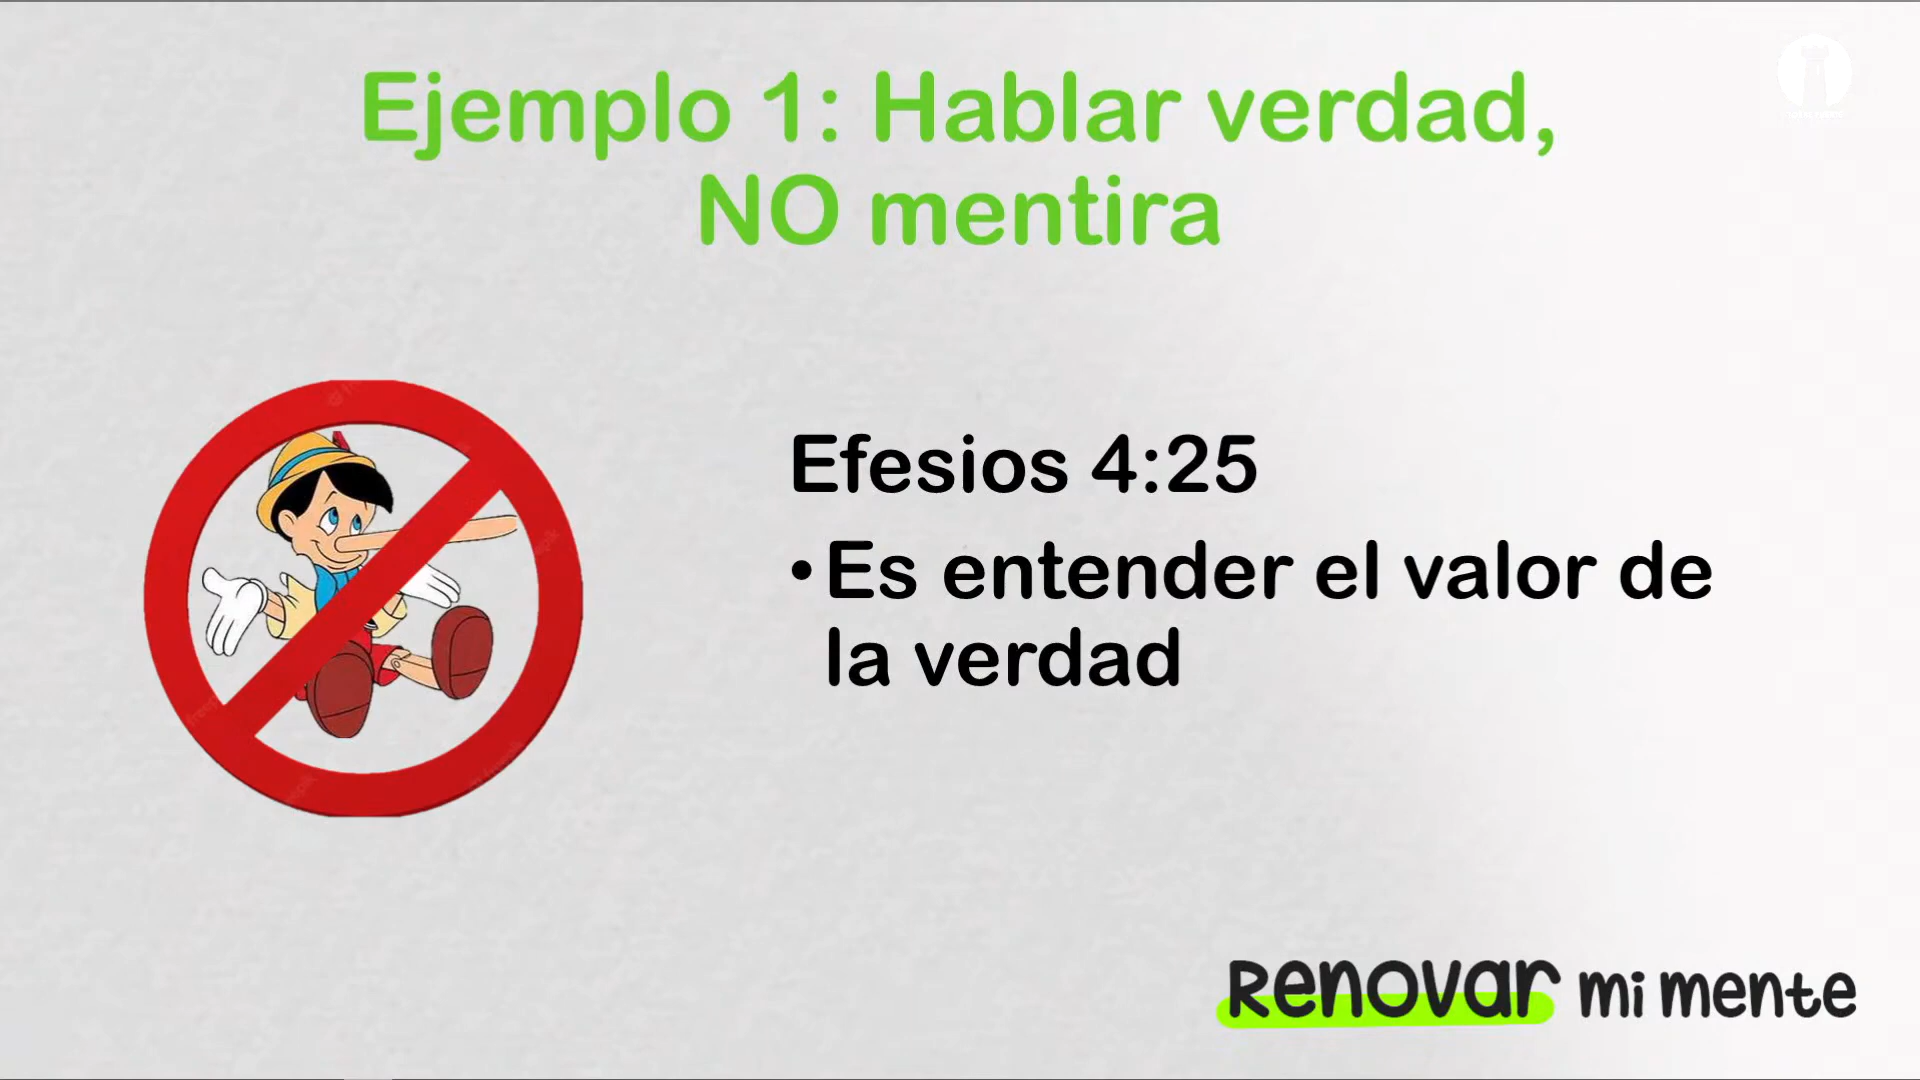 Ejemplo 1: Hablar verdad,
NO mentira
Efesios 4:25
• Es entender el valor de
la verdad
Renovar mi mente